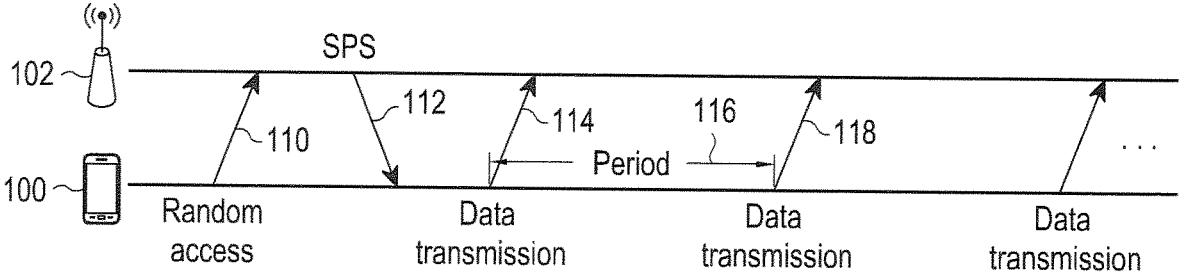 SPS
102
112
114
116
118
110
Period
. . .
100
Random
access
Data
transmission
Data
transmission
Data
transmission